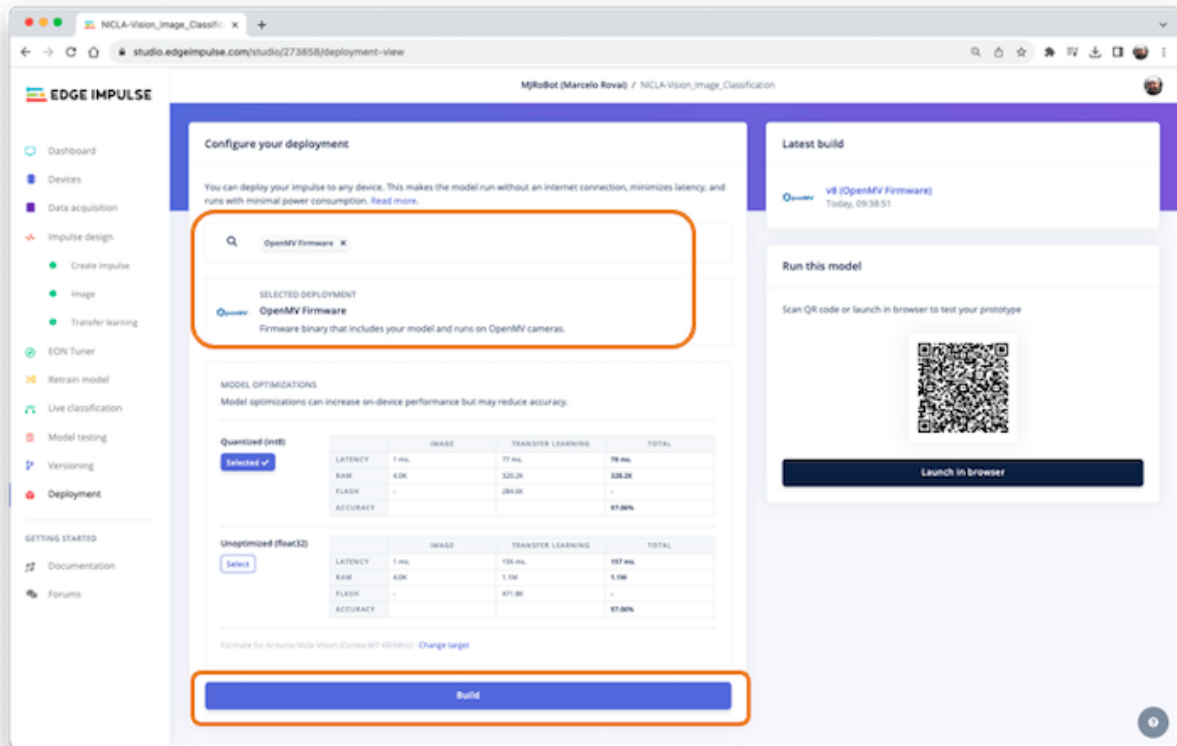 NICLA-Vision_Image_Classific
studio.edgeimpulse.com/studio/273858/deployment-view
EDGE IMPULSE
MJRoBot (Marcelo Rovai) / NICLA-Vision_Image_Classification
Dashboard
Devices
Data acquisition
Impulse design
Create impulse
Image
Transfer learning
EON Tuner
Retrain model
Live classification
Model testing
Versioning
Deployment
GETTING STARTED
Documentation
Forums
Configure your deployment
You can deploy your impulse to any device. This makes the model run without an internet connection, minimizes latency, and
runs with minimal power consumption. Read more.
OpenMV Firmware
SELECTED DEPLOYMENT
OpenMV
OpenMV Firmware
Firmware binary that includes your model and runs on OpenMV cameras.
MODEL OPTIMIZATIONS
Model optimizations can increase on-device performance but may reduce accuracy.
Quantized (int8)
Selected ✓
IMAGE TRANSFER LEARNING TOTAL
LATENCY 1 ms. 77 ms. 78 ms.
RAM 4.0K 320.2K 320.2K
FLASH - 284.0K -
ACCURACY 97.06%
Unoptimized (float32)
Select
IMAGE TRANSFER LEARNING TOTAL
LATENCY 1 ms. 156 ms. 157 ms.
RAM 4.0K 1.1M 1.1M
FLASH - 471.8K -
ACCURACY 97.06%
Estimate for Arduino Nicla Vision (Cortex-M7 480MHz) - Change target
Build
Latest build
OpenMV
v8 (OpenMV Firmware)
Today, 09:38:51
Run this model
Scan QR code or launch in browser to test your prototype
Launch in browser